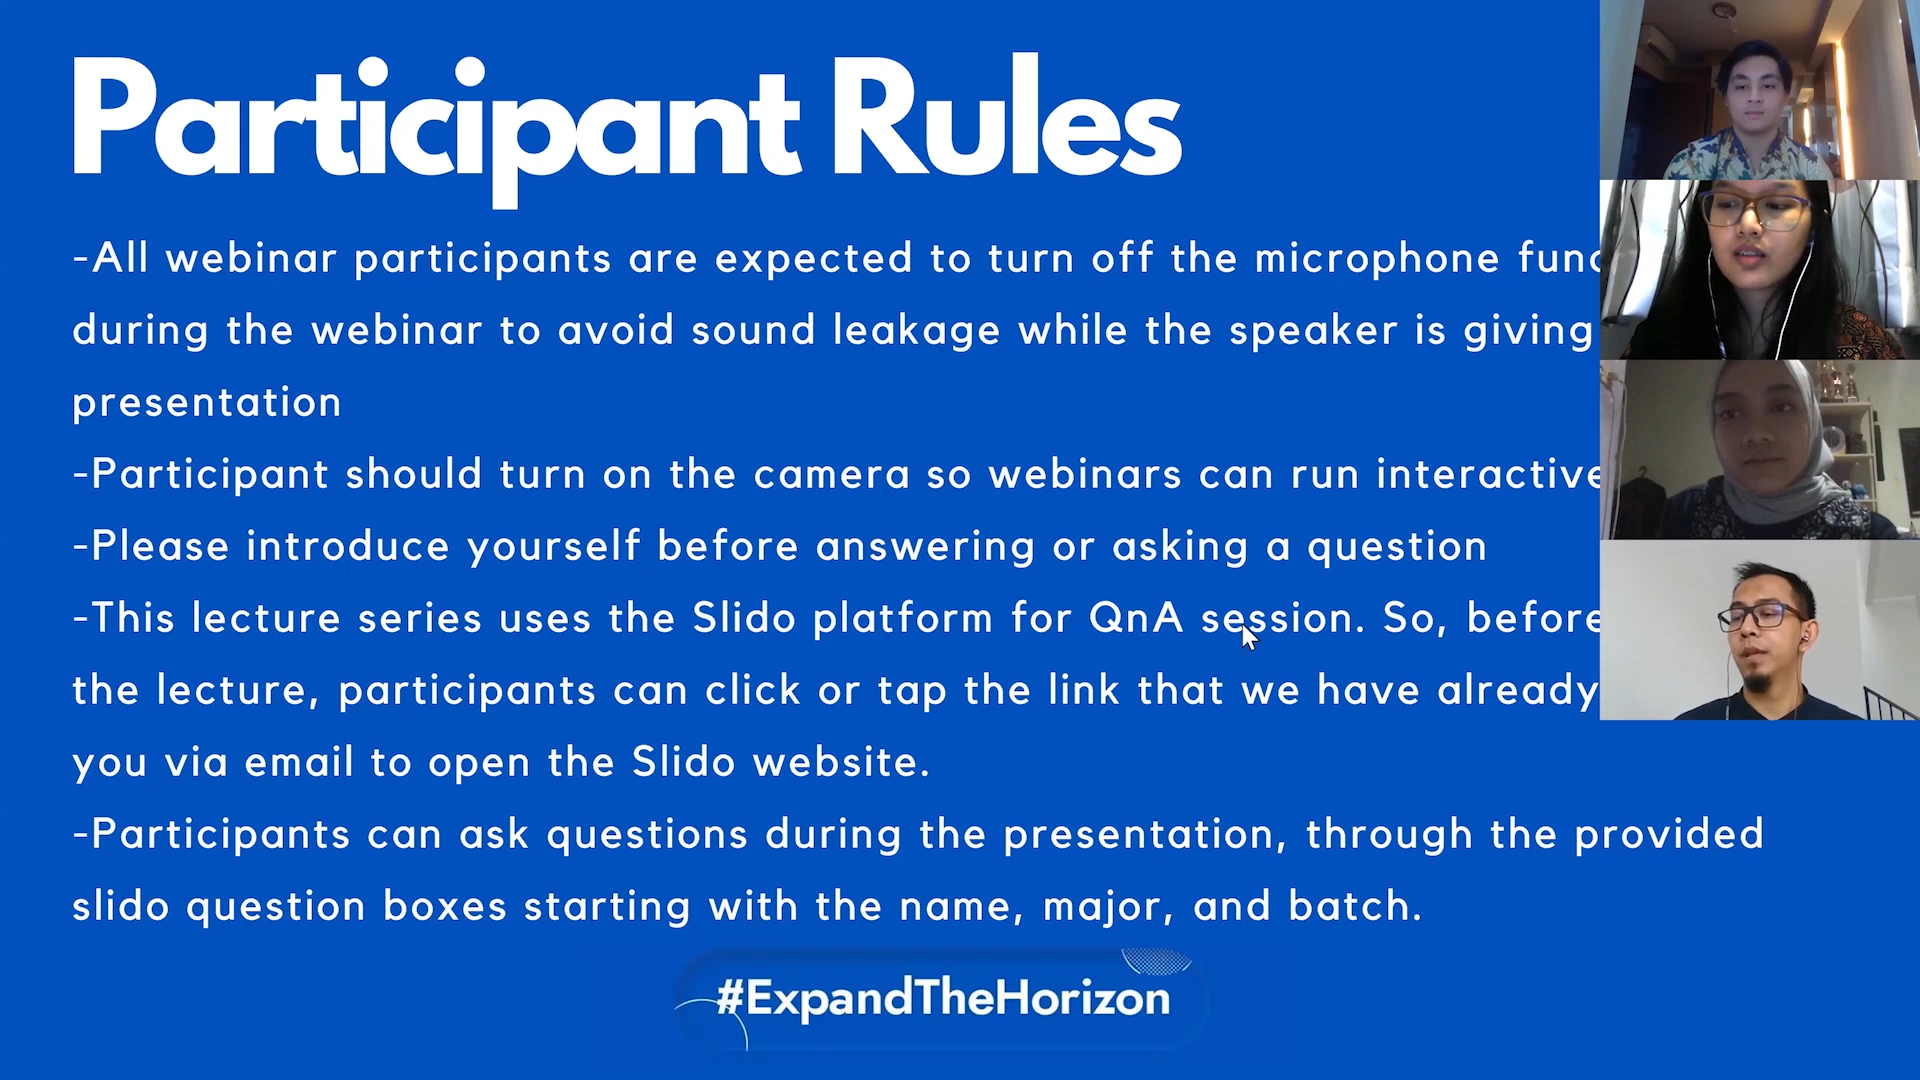 Participant Rules
-All webinar participants are expected to turn off the microphone
during the webinar to avoid sound leakage while the speaker is giving
presentation
-Participant should turn on the camera so webinars can run
-Please introduce yourself before answering or asking a question
-This lecture series uses the Slido platform for QnA session. So, before
the lecture, participants can click or tap the link that we have already
you via email to open the Slido website.
-Participants can ask questions during the presentation, through the provided
slido question boxes starting with the name, major, and batch.
#ExpandTheHorizon